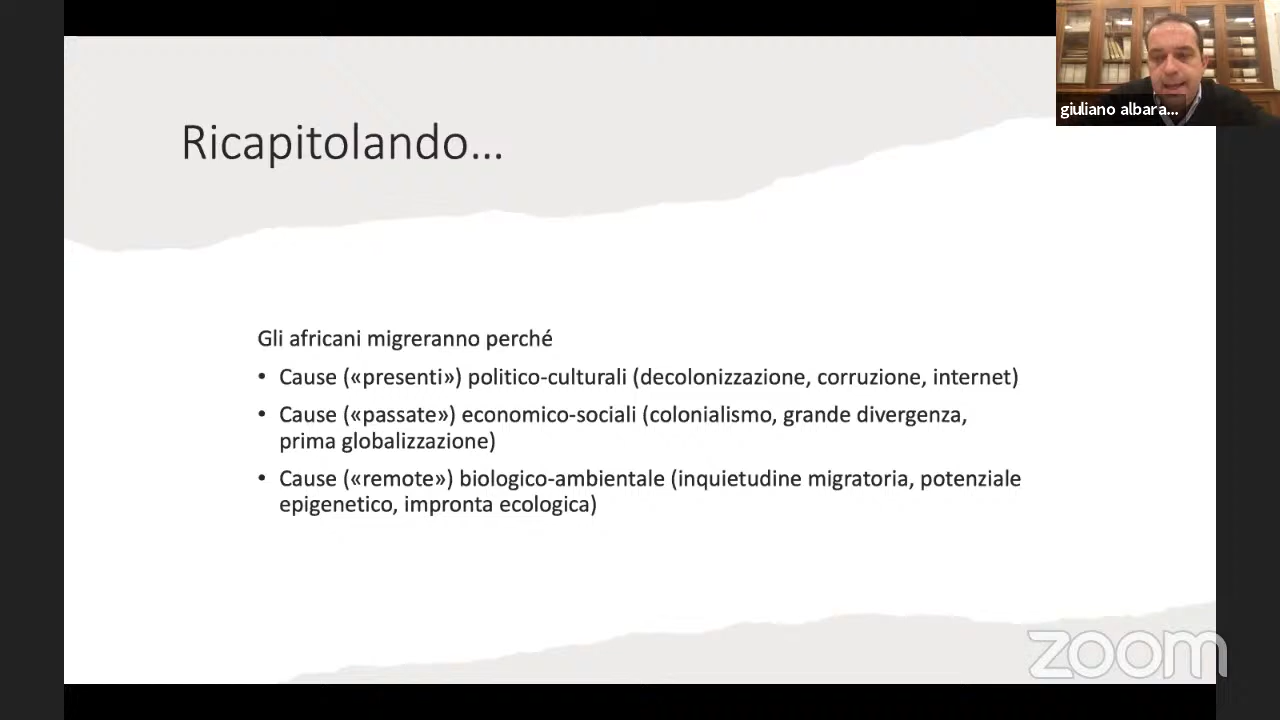 giuliano albara...
Ricapitolando...
Gli africani migreranno perché
• Cause («presenti») politico-culturali (decolonizzazione, corruzione, internet)
• Cause («passate») economico-sociali (colonialismo, grande divergenza,
prima globalizzazione)
• Cause («remote») biologico-ambientale (inquietudine migratoria, potenziale
epigenetico, impronta ecologica)
zoom